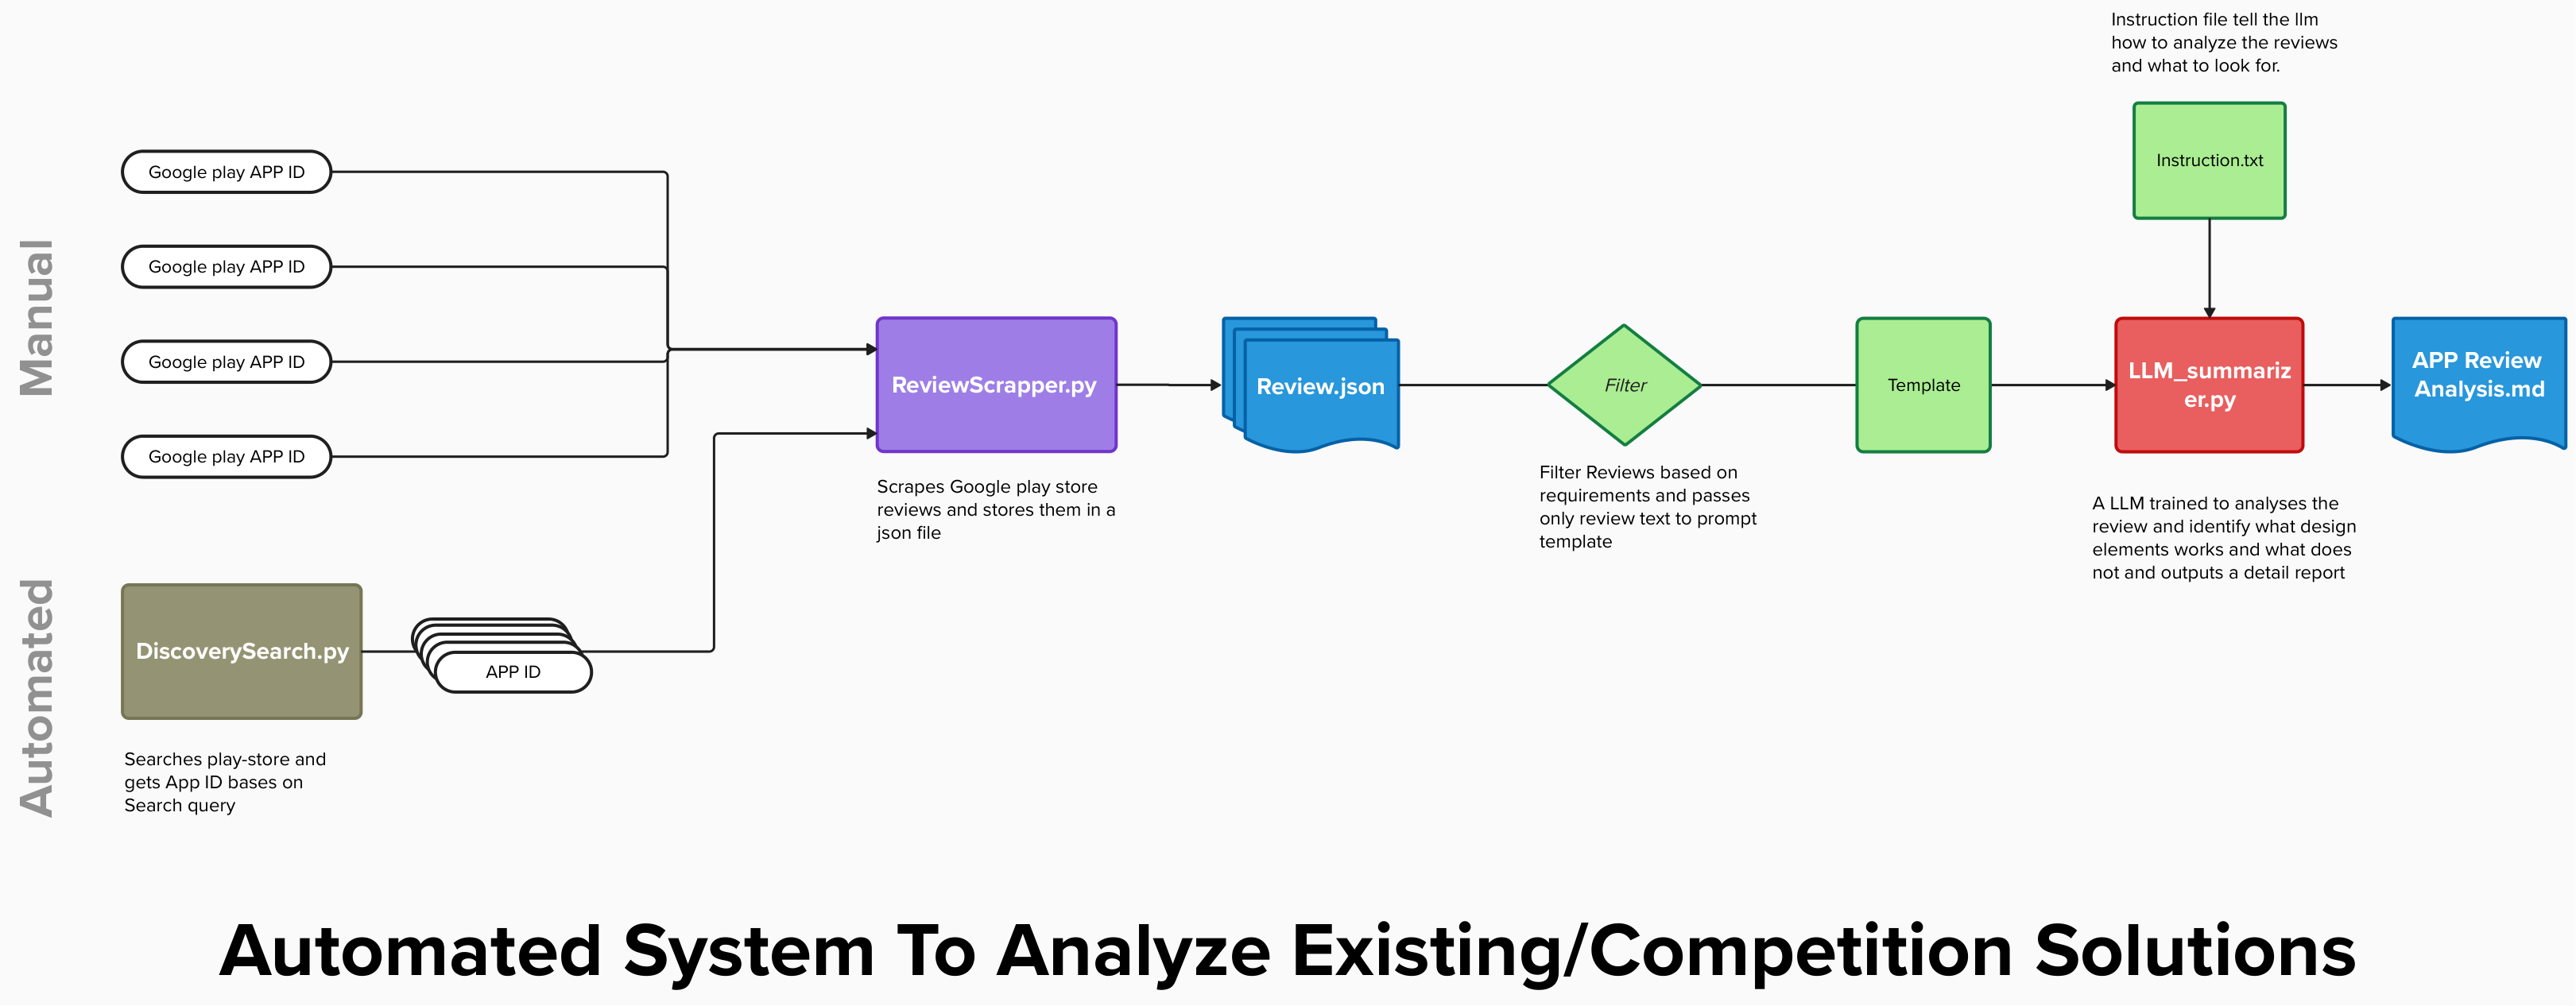 Instruction file tell the llm
how to analyze the reviews
and what to look for.
Instruction.txt
Manual
Google play APP ID
Google play APP ID
Google play APP ID
Google play APP ID
ReviewScrapper.py
Scrapes Google play store
reviews and stores them in a
json file
Review.json
Filter
Filter Reviews based on
requirements and passes
only review text to prompt
template
Template
LLM_summariz
er.py
A LLM trained to analyses the
review and identify what design
elements works and what does
not and outputs a detail report
APP Review
Analysis.md
Automated
DiscoverySearch.py
APP ID
Searches play-store and
gets App ID bases on
Search query
Automated System To Analyze Existing/Competition Solutions